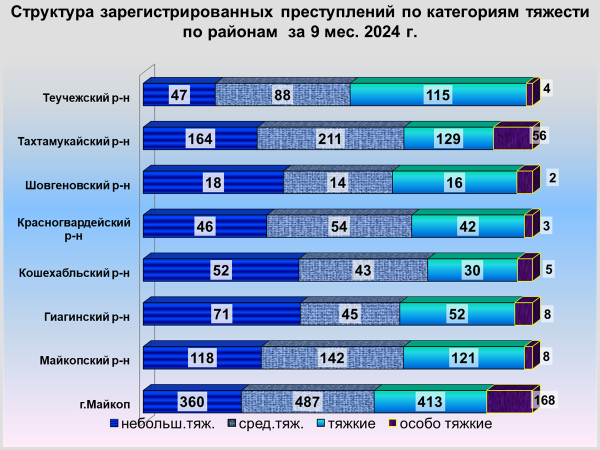 Структура зарегистрированных преступлений по категориям тяжести
по районам за 9 мес. 2024 г.
Теучежский р-н 47 88 115 4
Тахтамукайский р-н 164 211 129 56
Шовгеновский р-н 18 14 16 2
Красногвардейский
р-н 46 54 42 3
Кошехабльский р-н 52 43 30 5
Гиагинский р-н 71 45 52 8
Майкопский р-н 118 142 121 8
г.Майкоп 360 487 413 168
небольш.тяж. сред.тяж. тяжкие особо тяжкие